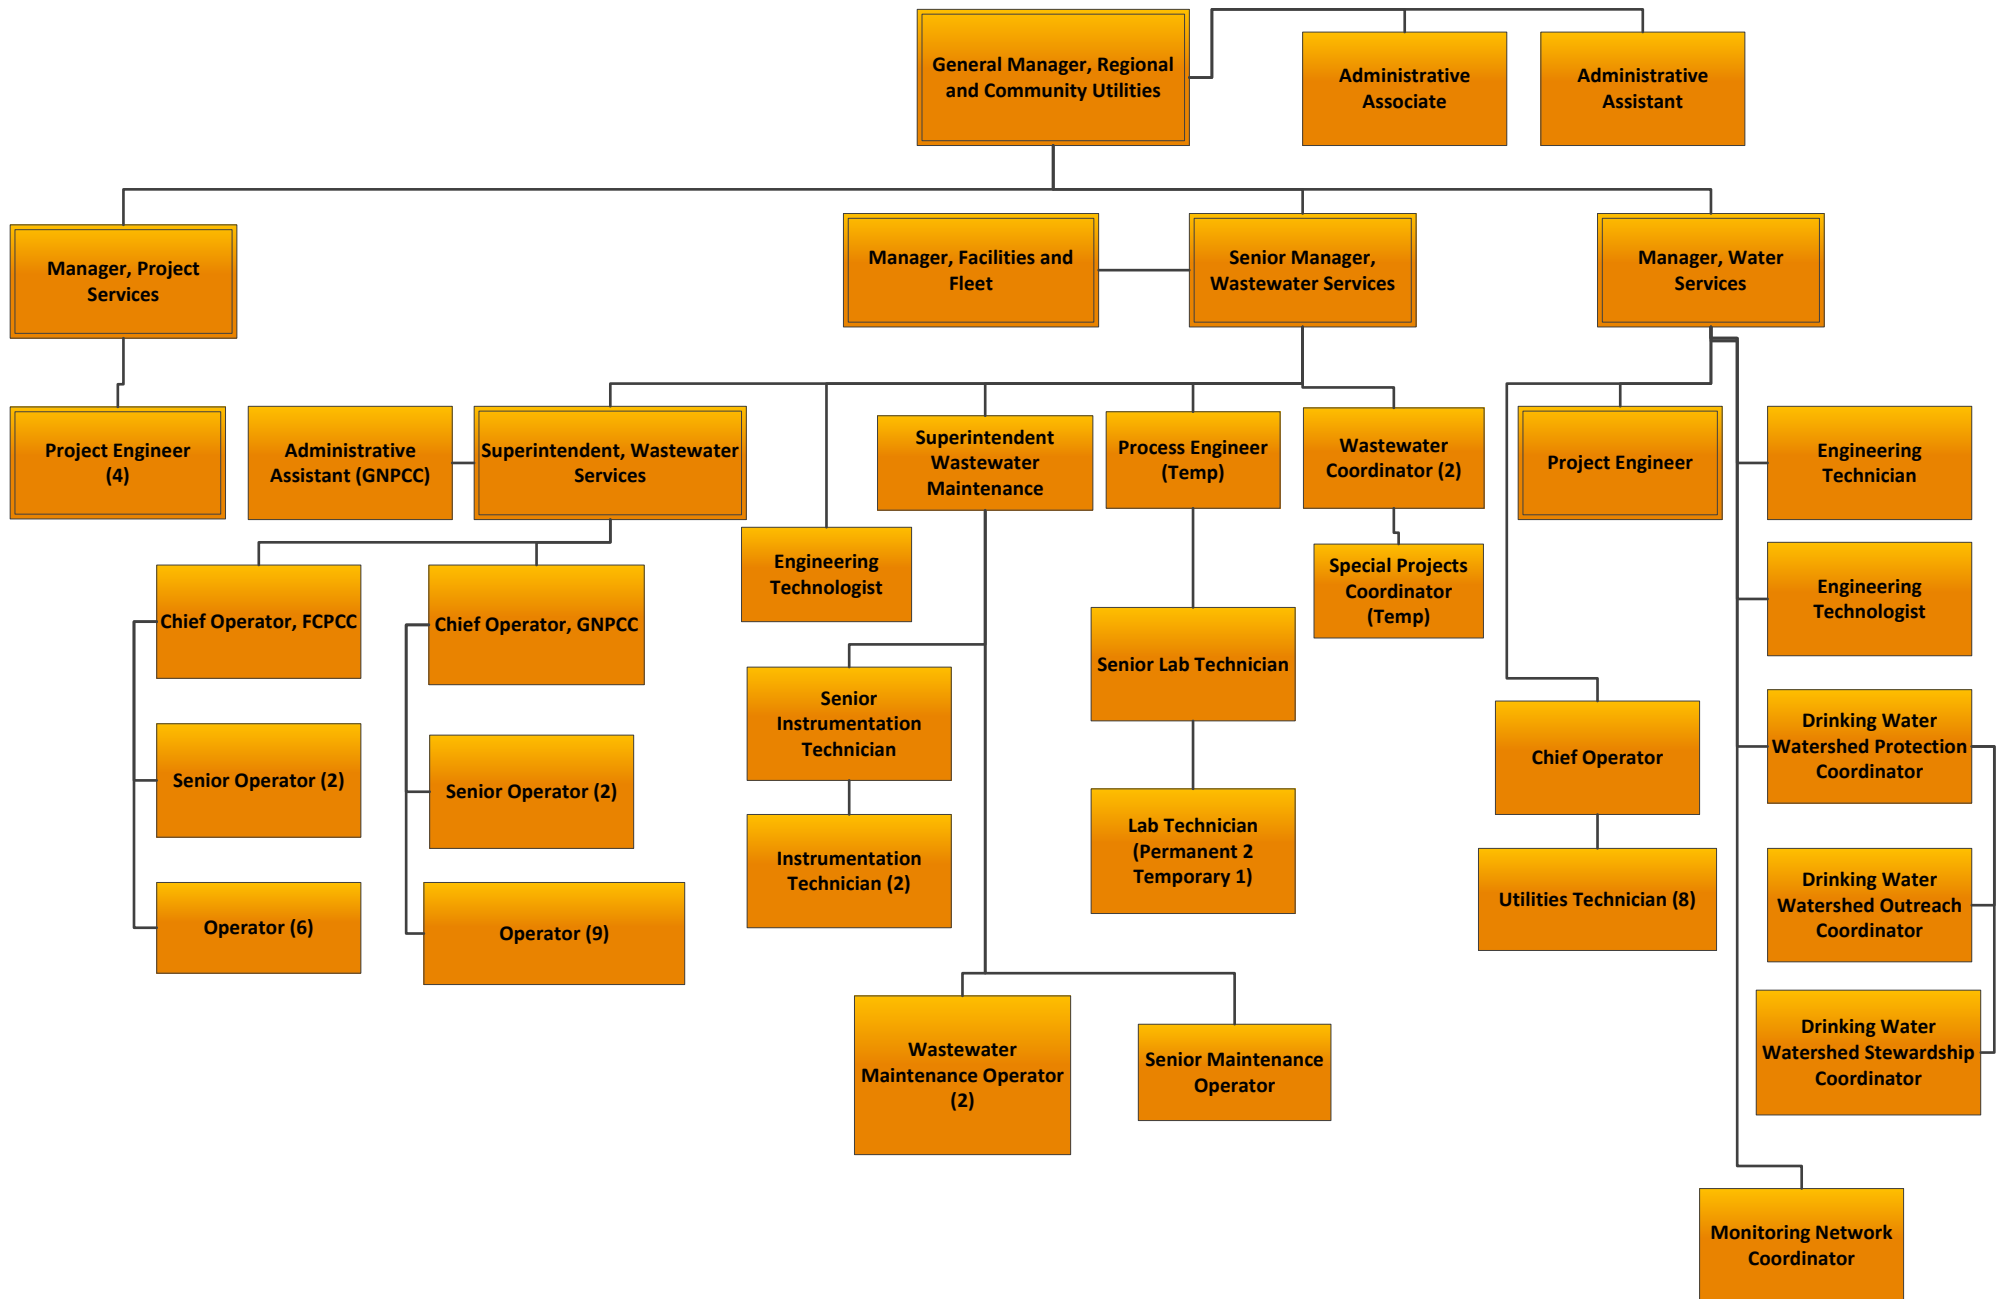 General Manager, Regional
and Community Utilities
Administrative
Associate
Administrative
Assistant
Manager, Project
Services
Manager, Facilities and
Fleet
Senior Manager,
Wastewater Services
Manager, Water
Services
Project Engineer
(4)
Administrative
Assistant (GNPCC)
Superintendent, Wastewater
Services
Superintendent
Wastewater
Maintenance
Process Engineer
(Temp)
Wastewater
Coordinator (2)
Project Engineer
Engineering
Technician
Engineering
Technologist
Special Projects
Coordinator
(Temp)
Engineering
Technologist
Chief Operator, FCPCC
Chief Operator, GNPCC
Senior Lab Technician
Senior
Instrumentation
Technician
Drinking Water
Watershed Protection
Coordinator
Chief Operator
Senior Operator (2)
Senior Operator (2)
Instrumentation
Technician (2)
Lab Technician
(Permanent 2
Temporary 1)
Utilities Technician (8)
Drinking Water
Watershed Outreach
Coordinator
Operator (6)
Operator (9)
Wastewater
Maintenance Operator
(2)
Senior Maintenance
Operator
Drinking Water
Watershed Stewardship
Coordinator
Monitoring Network
Coordinator